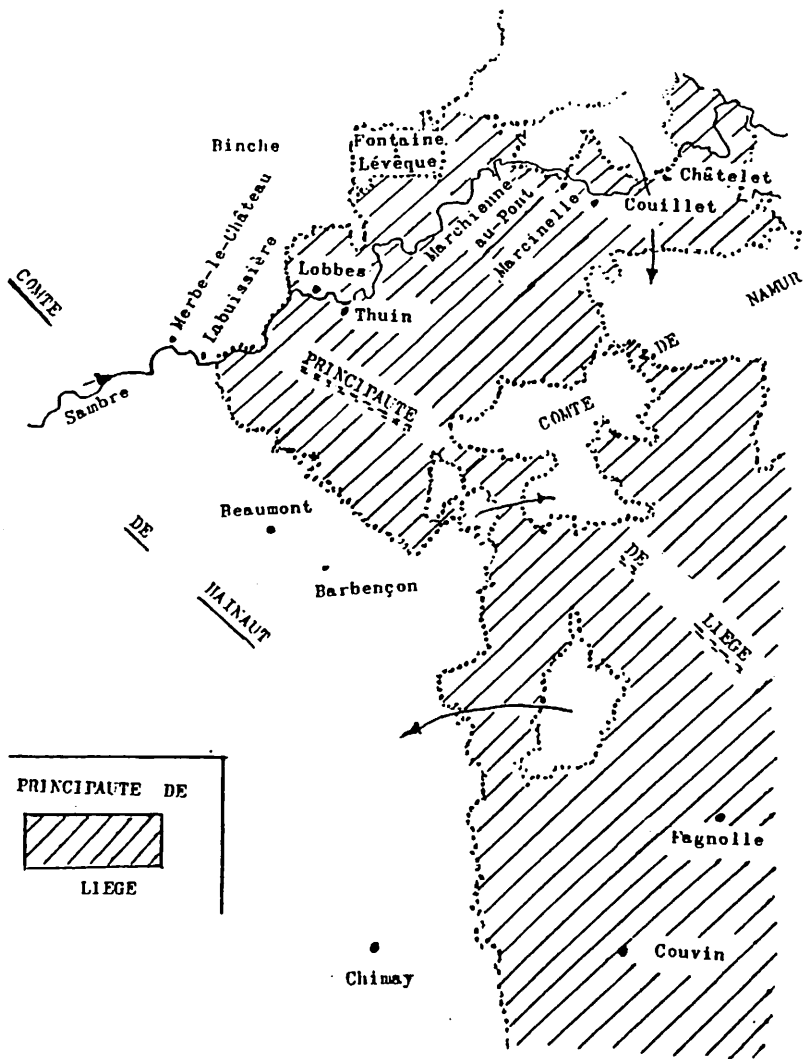 Binche
Fontaine
Lévêque
Châtelet
Couillet
Marchienne
au-Pont
Marcinelle
Merbe-le-Château
Labuissière
Lobbes
Thuin
COMTE
NAMUR
DE
Sambre
PRINCIPAUTE
COMTE
Beaumont
DE
Barbençon
DE
HAINAUT
LIEGE
PRINCIPAUTE DE
LIEGE
Fagnolle
Couvin
Chimay